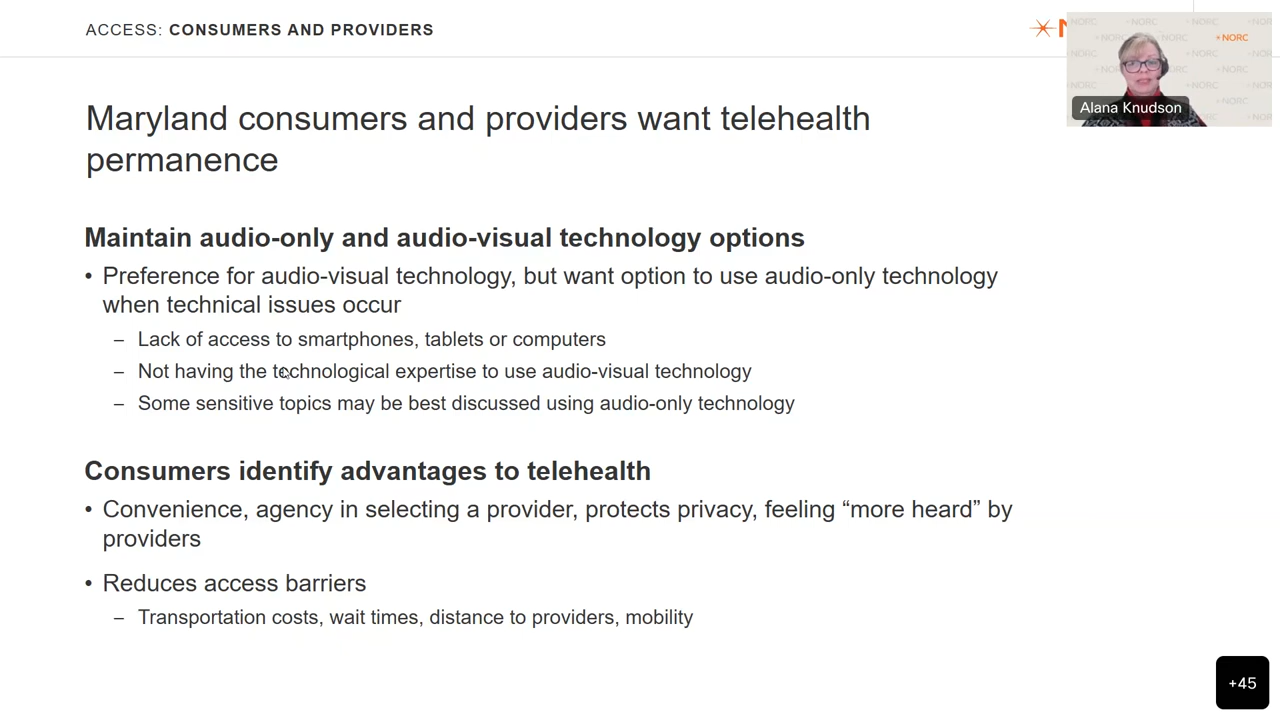 ACCESS: CONSUMERS AND PROVIDERS
NORC
Alana Knudson
Maryland consumers and providers want telehealth
permanence
Maintain audio-only and audio-visual technology options
• Preference for audio-visual technology, but want option to use audio-only technology
when technical issues occur
– Lack of access to smartphones, tablets or computers
– Not having the technological expertise to use audio-visual technology
– Some sensitive topics may be best discussed using audio-only technology
Consumers identify advantages to telehealth
• Convenience, agency in selecting a provider, protects privacy, feeling “more heard” by
providers
• Reduces access barriers
– Transportation costs, wait times, distance to providers, mobility
+45